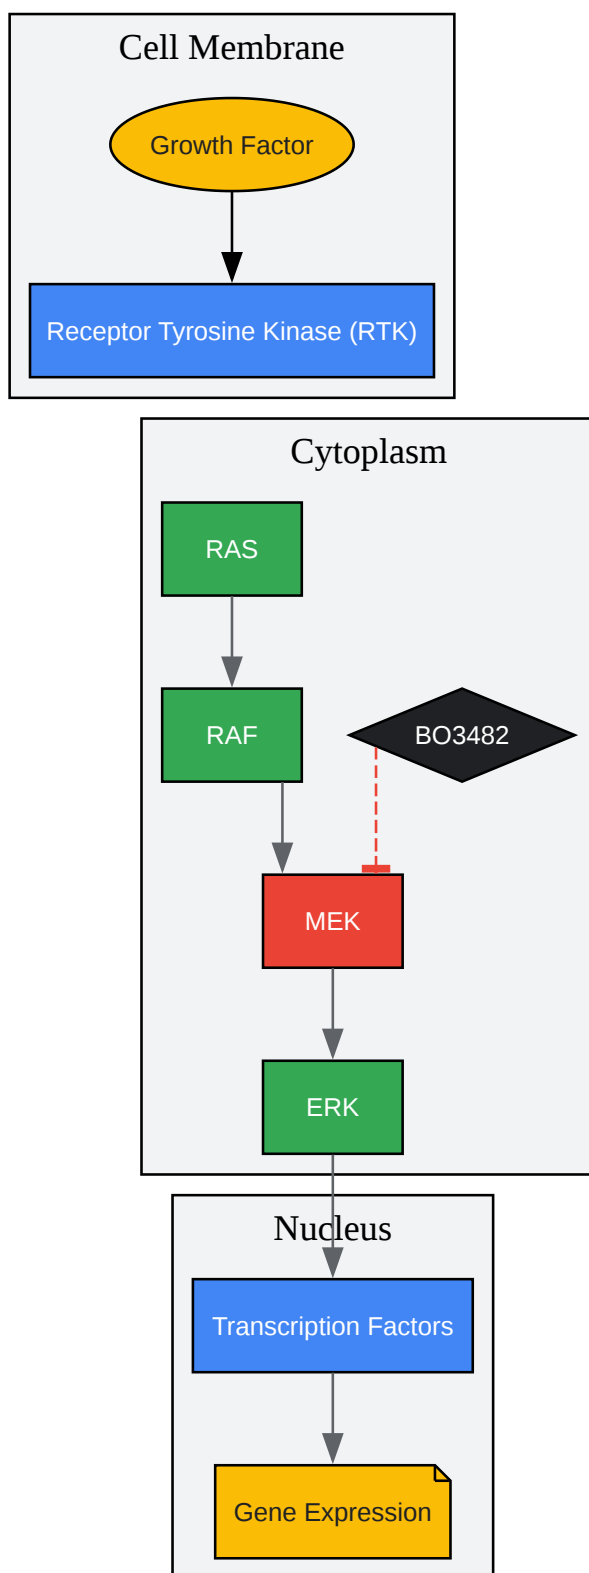 Cell Membrane
Growth Factor
Receptor Tyrosine Kinase (RTK)
Cytoplasm
RAS
RAF
BO3482
MEK
ERK
Nucleus
Transcription Factors
Gene Expression